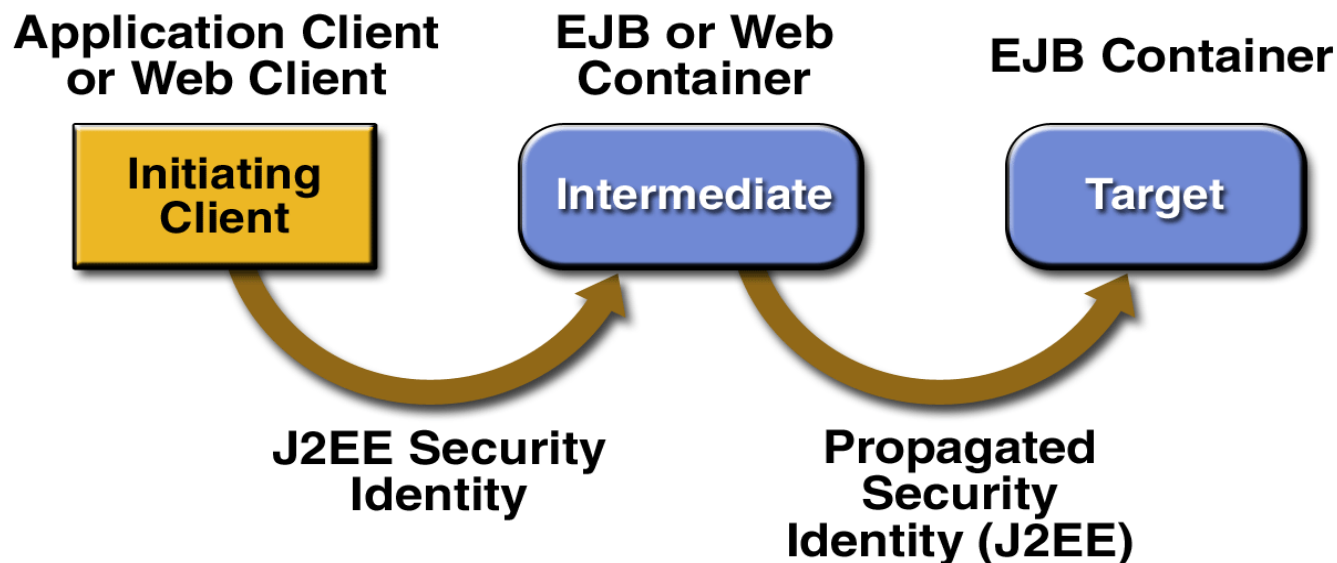 Application Client
or Web Client
EJB or Web
Container
EJB Container
Initiating
Client
Intermediate
Target
J2EE Security
Identity
Propagated
Security
Identity (J2EE)